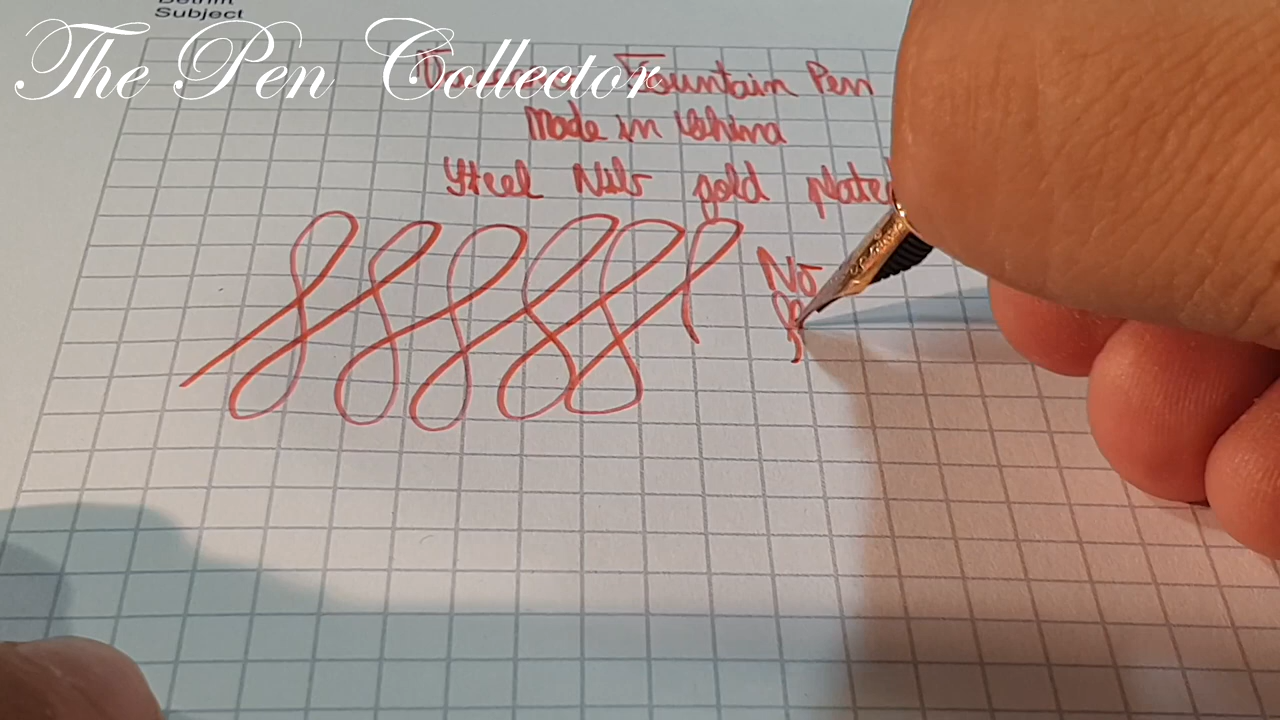 Subject
The Pen Collector
Fountain Pen
Made in China
Steel Nib gold plated
No